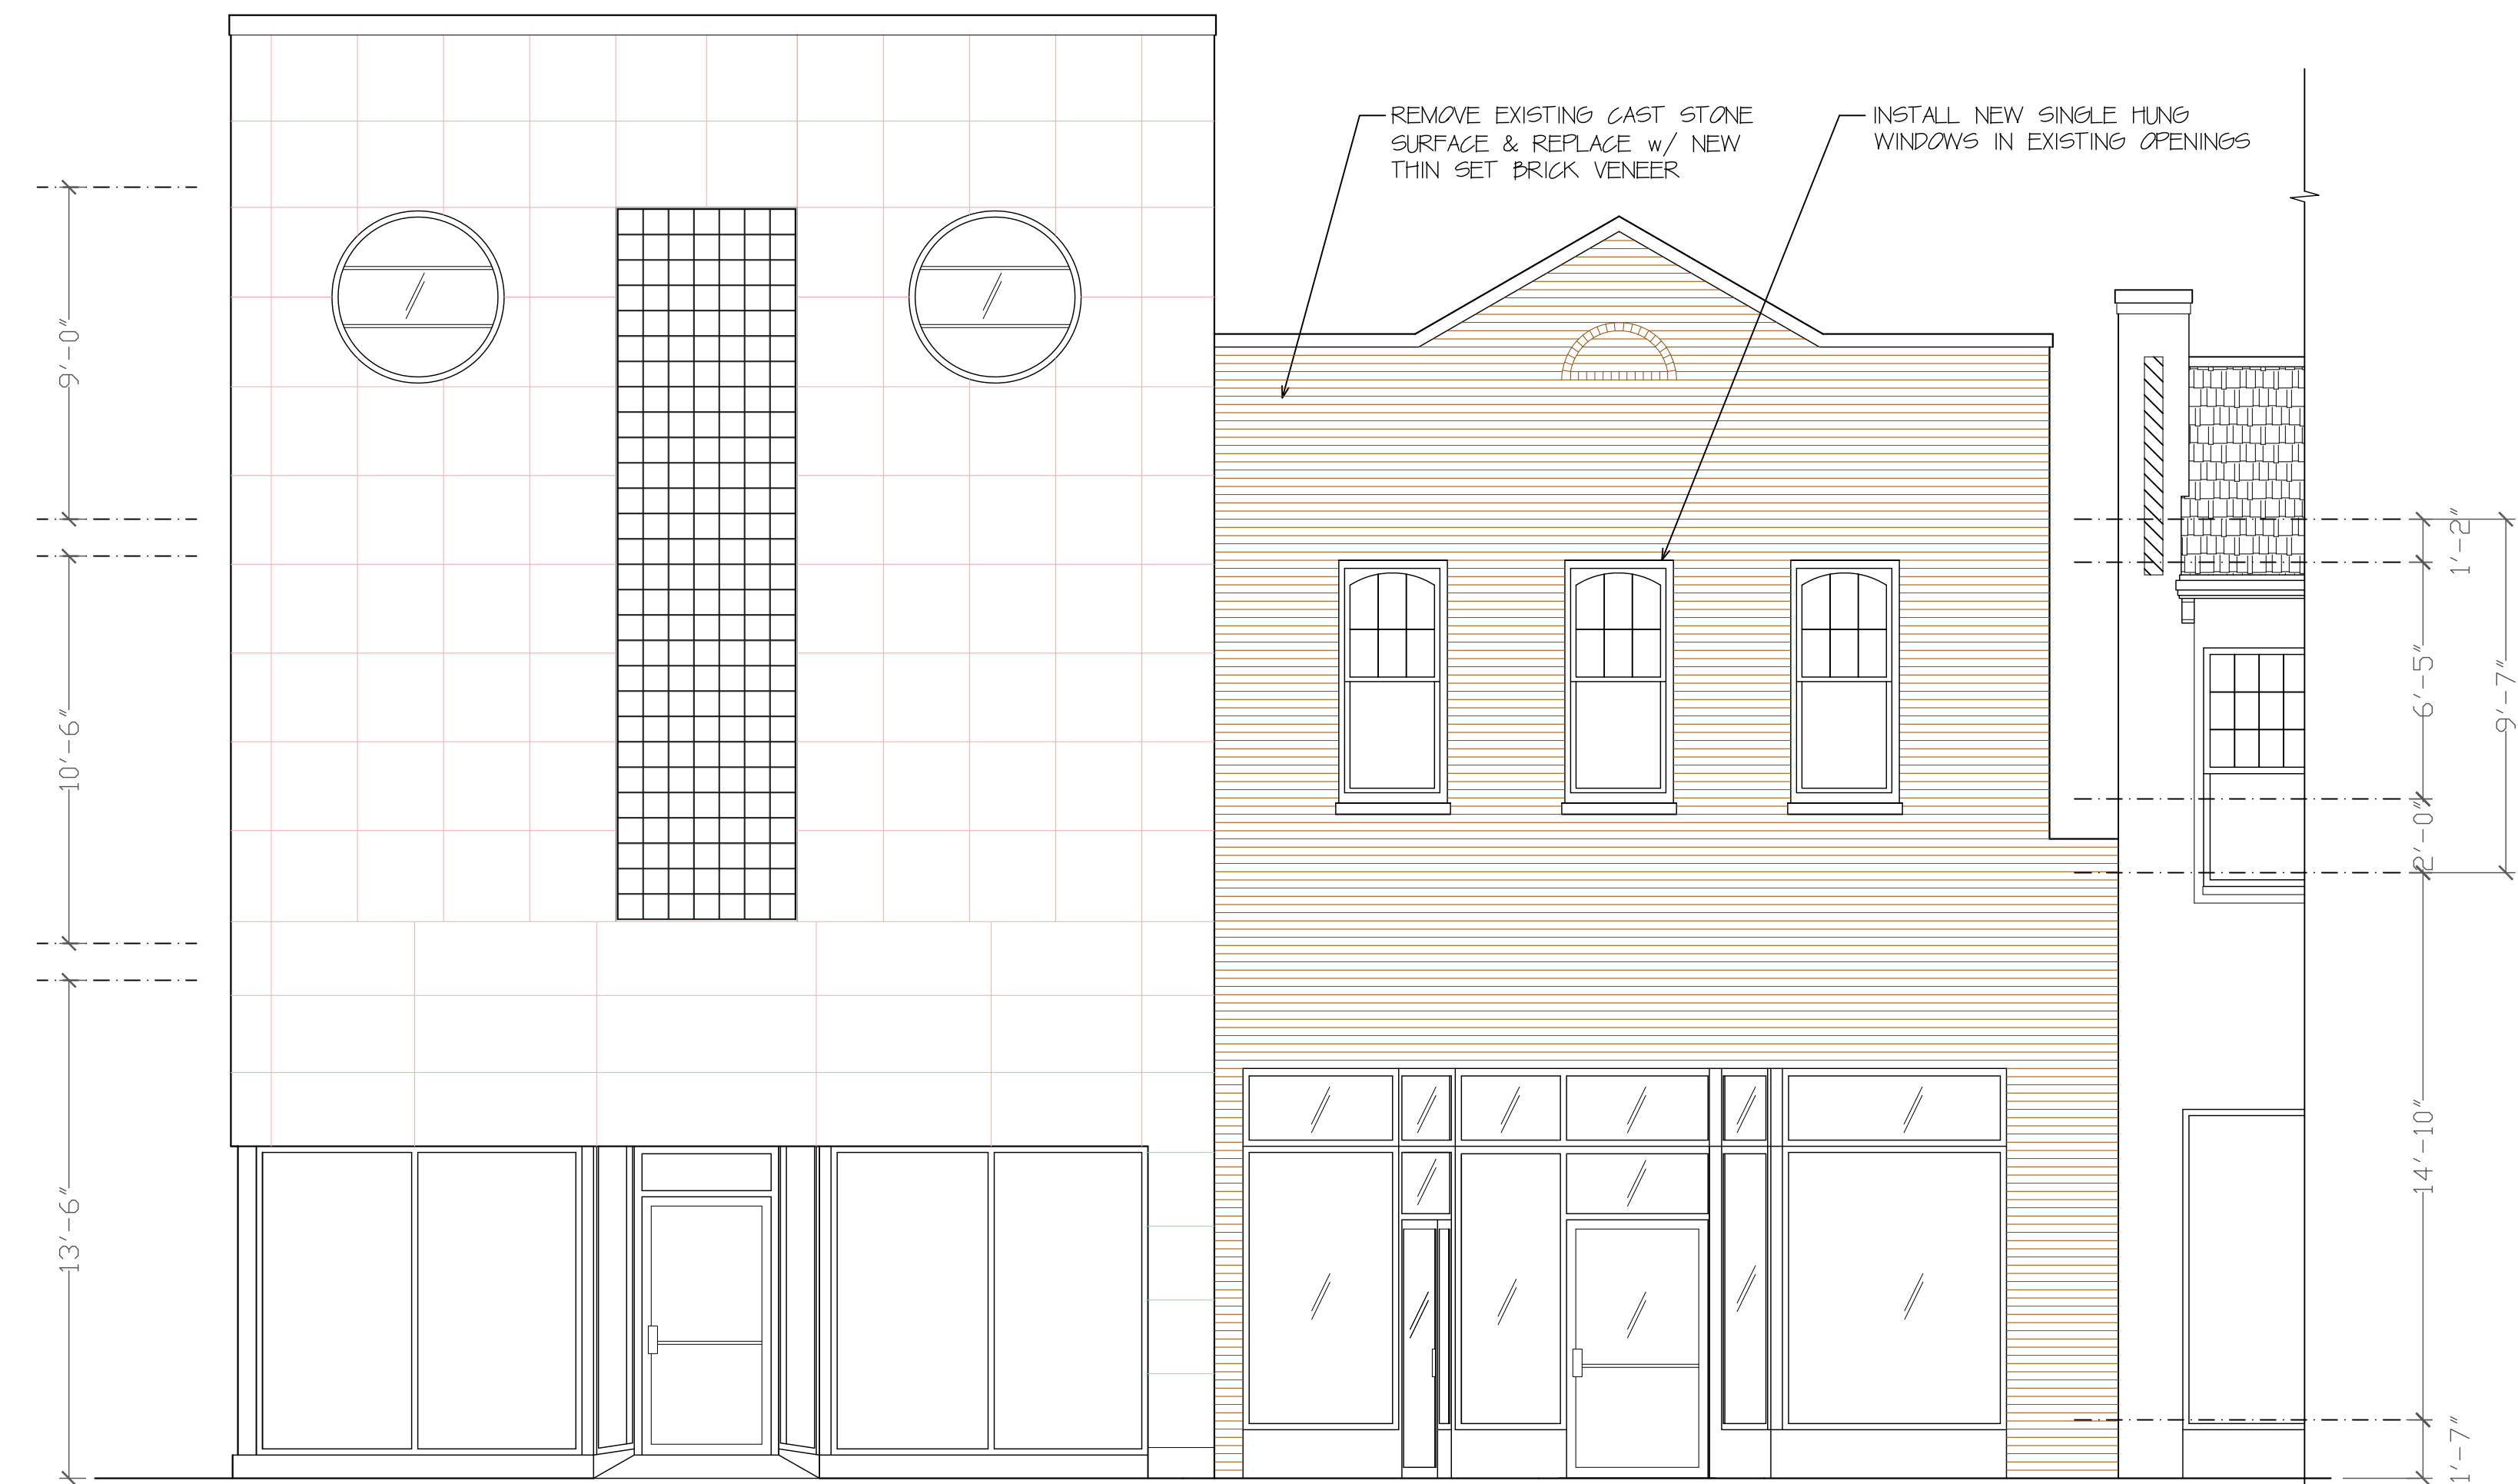 REMOVE EXISTING CAST STONE
SURFACE & REPLACE w/ NEW
THIN SET BRICK VENEER
INSTALL NEW SINGLE HUNG
WINDOWS IN EXISTING OPENINGS
9'-0"
10'-6"
13'-6"
1'-2"
6'-5"
9'-7"
2'-0"
14'-10"
1'-7"